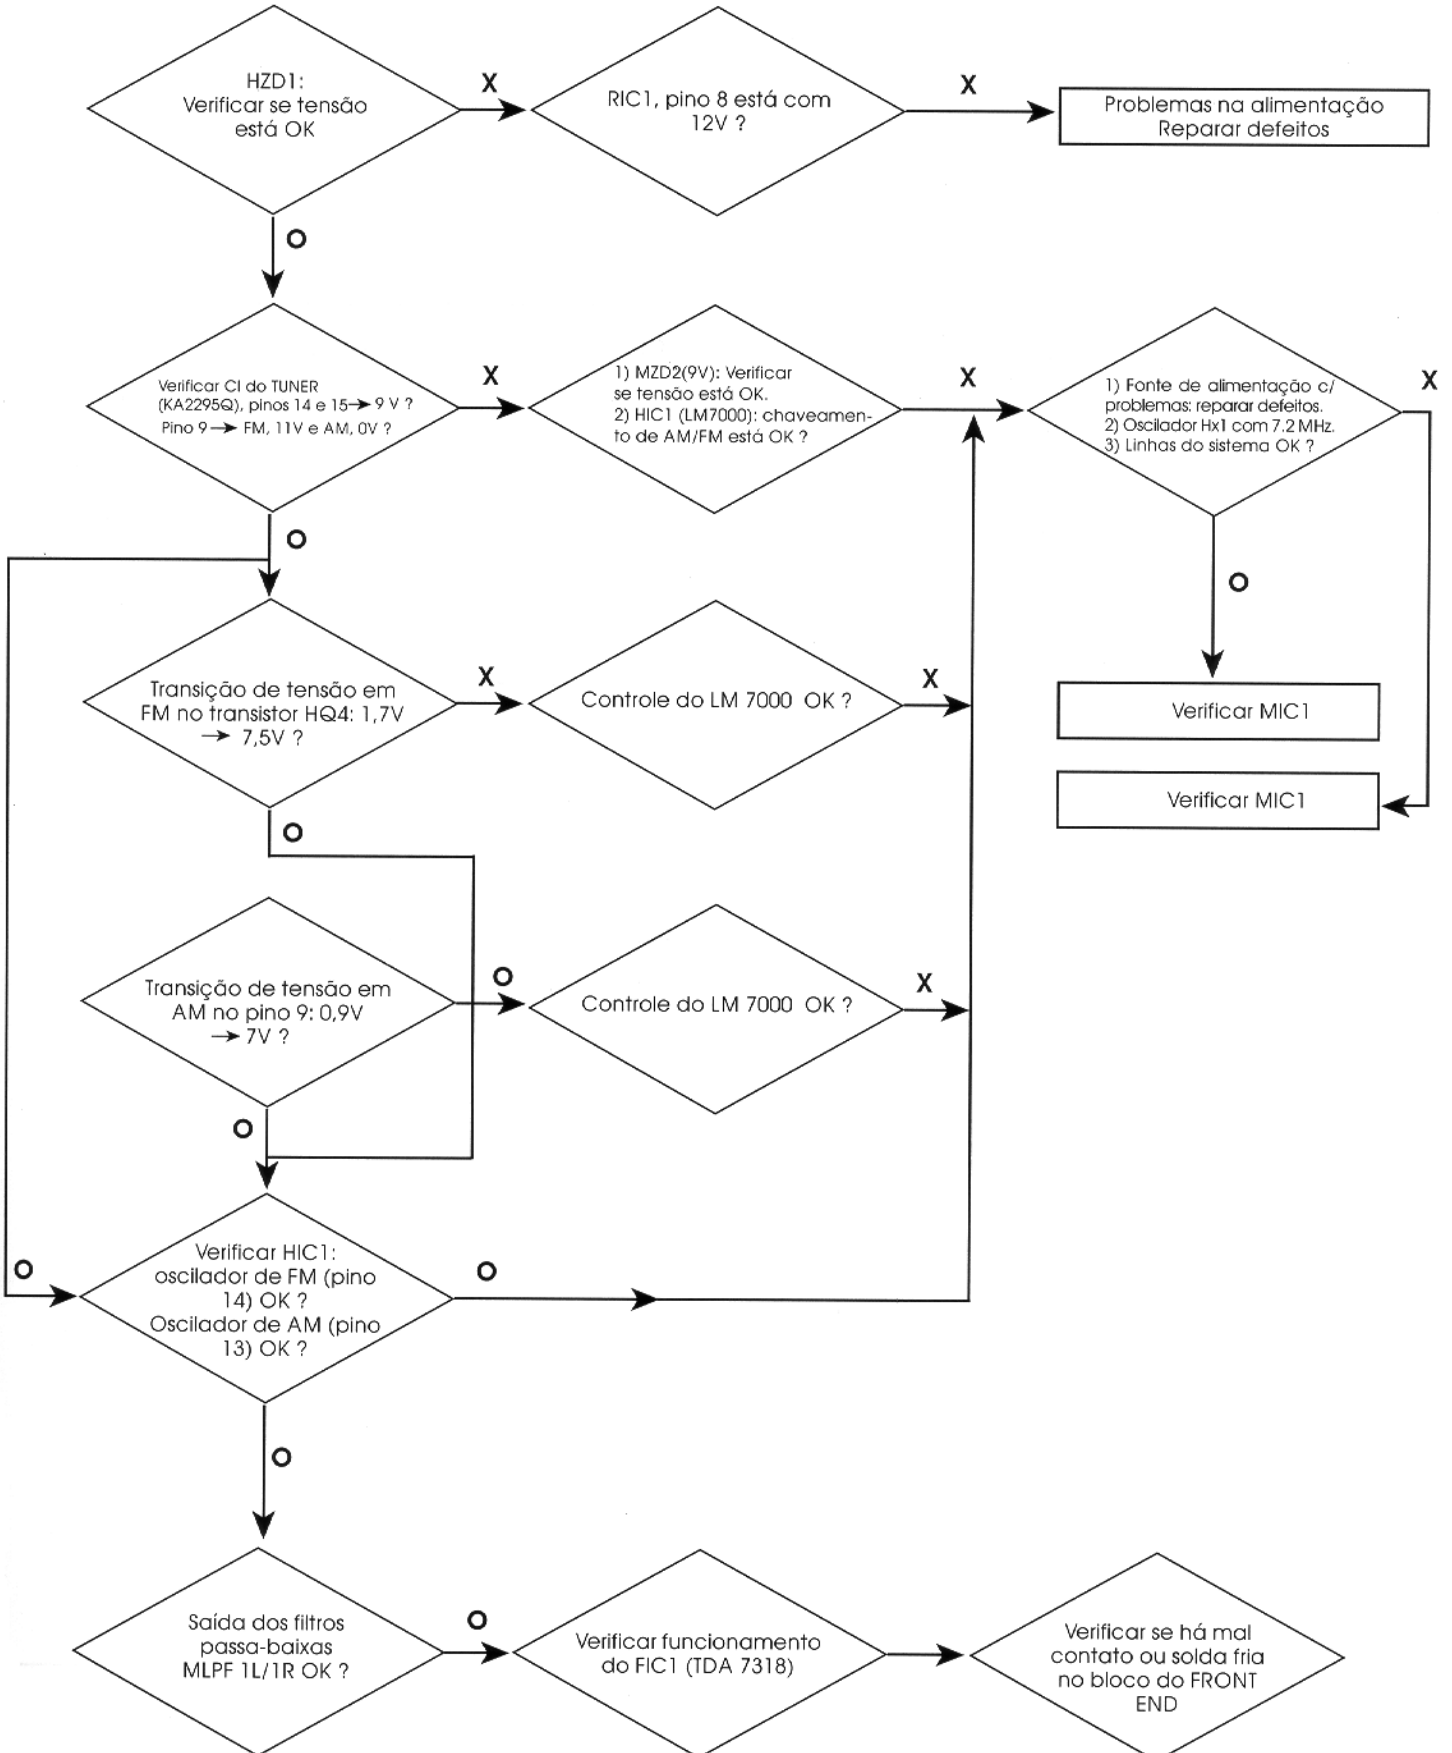 HZD1:
Verificar se tensão
está OK
X
RIC1, pino 8 está com
12V ?
X
Problemas na alimentação
Reparar defeitos
O
Verificar CI do TUNER
(KA2295Q), pinos 14 e 15→ 9 V ?
Pino 9→ FM, 11V e AM, 0V ?
X
1) MZD2(9V): Verificar
se tensão está OK.
2) HIC1 (LM7000): chaveamen-
to de AM/FM está OK ?
X
1) Fonte de alimentação c/
problemas: reparar defeitos.
2) Oscilador Hx1 com 7.2 MHz.
3) Linhas do sistema OK ?
X
O
O
Transição de tensão em
FM no transistor HQ4: 1,7V
→ 7,5V ?
X
Controle do LM 7000 OK ?
X
Verificar MIC1
Verificar MIC1
O
Transição de tensão em
AM no pino 9: 0,9V
→ 7V ?
O
Controle do LM 7000 OK ?
X
O
O
Verificar HIC1:
oscilador de FM (pino
14) OK ?
Oscilador de AM (pino
13) OK ?
O
O
Saída dos filtros
passa-baixas
MLPF 1L/1R OK ?
O
Verificar funcionamento
do FIC1 (TDA 7318)
Verificar se há mal
contato ou solda fria
no bloco do FRONT
END